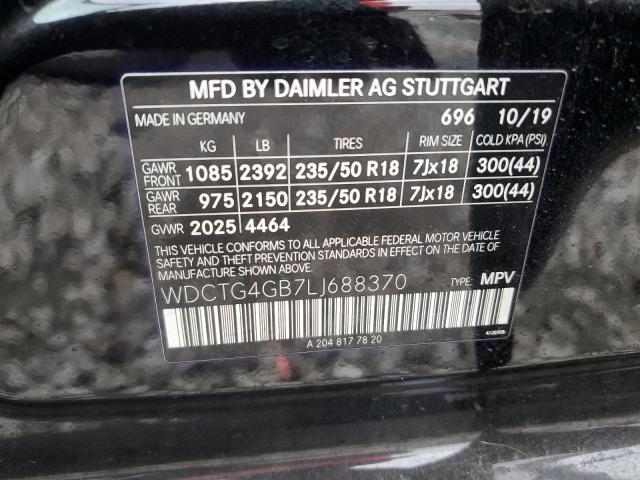 MFD BY DAIMLER AG STUTTGART
MADE IN GERMANY 696 10/19
KG LB TIRES RIM SIZE COLD KPA (PSI)
GAWR FRONT 1085 2392 235/50 R18 7Jx18 300(44)
GAWR REAR 975 2150 235/50 R18 7Jx18 300(44)
GVWR 2025 4464
THIS VEHICLE CONFORMS TO ALL APPLICABLE FEDERAL MOTOR VEHICLE
SAFETY AND THEFT PREVENTION STANDARDS IN EFFECT ON THE
DATE OF MANUFACTURE SHOWN ABOVE.
WDCTG4GB7LJ688370 TYPE: MPV
A 204 817 78 20